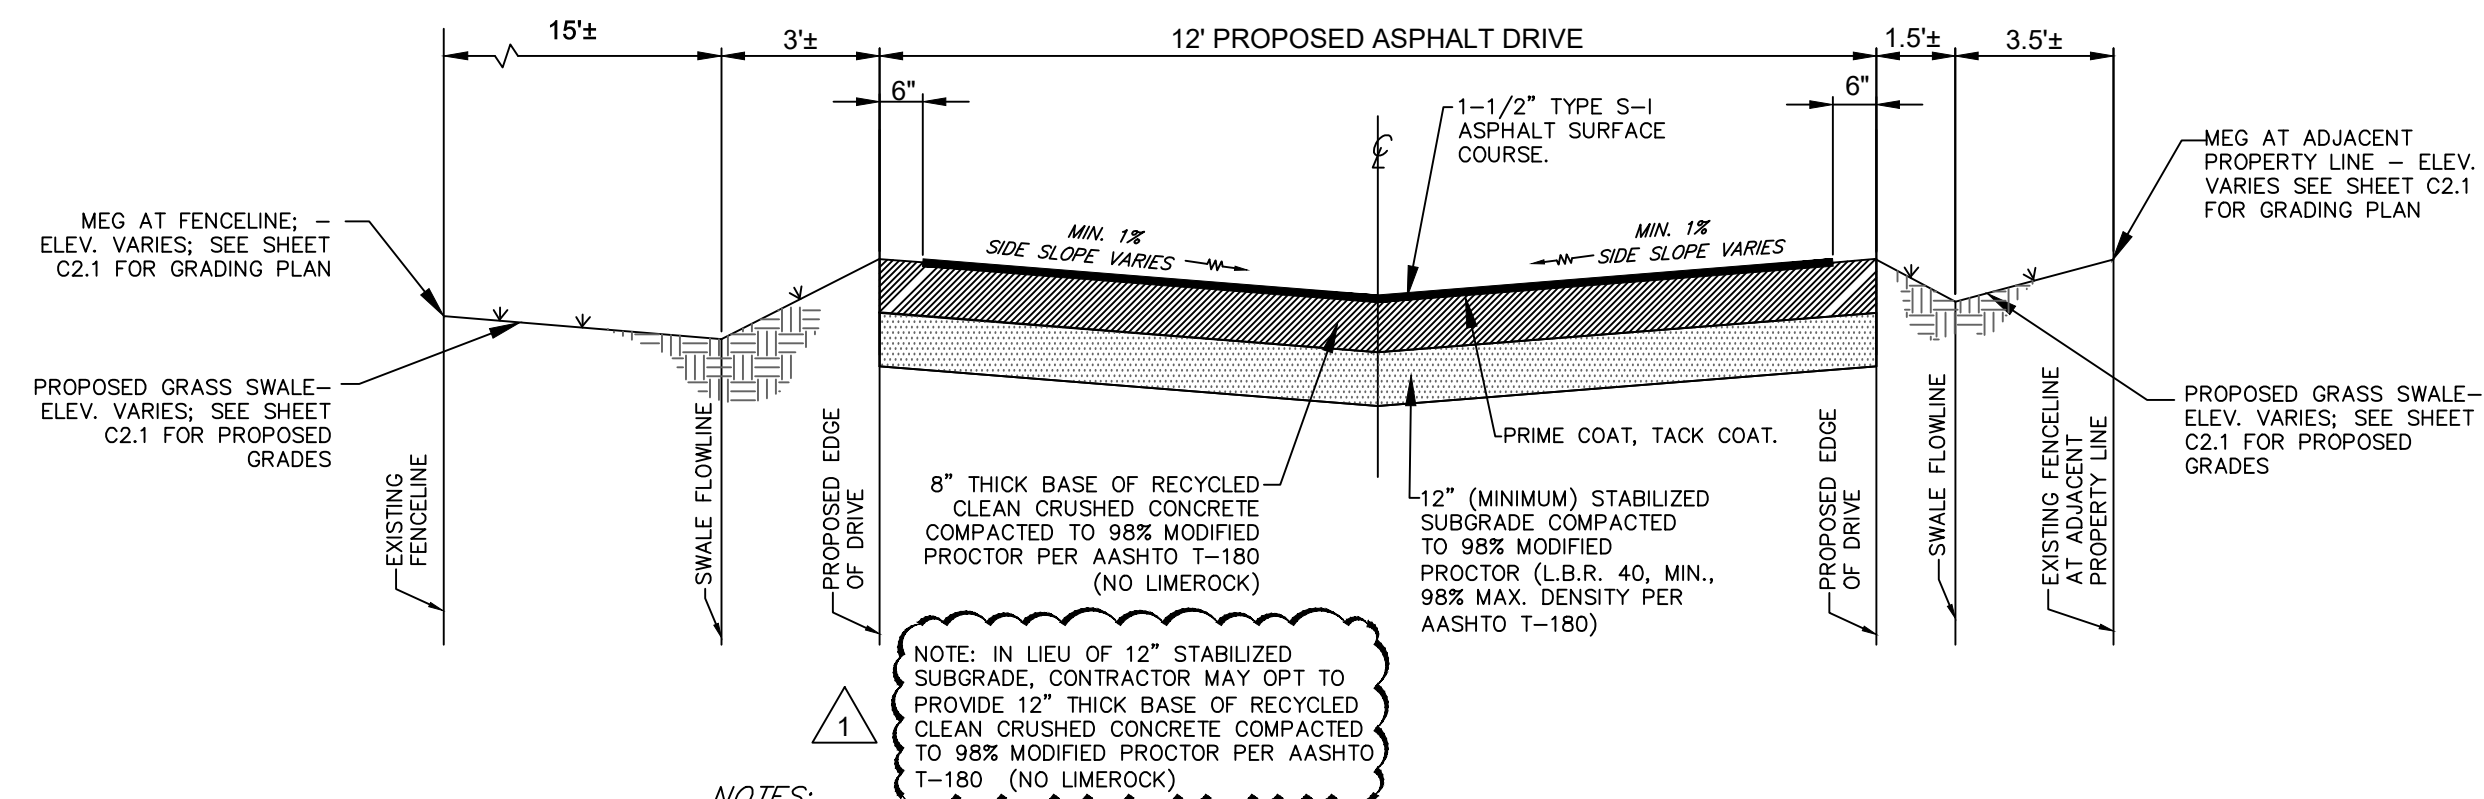 15'±
3'±
12' PROPOSED ASPHALT DRIVE
1.5'±
3.5'±
6"
6"
1-1/2" TYPE S-I
ASPHALT SURFACE
COURSE.
℄
MEG AT ADJACENT
PROPERTY LINE - ELEV.
VARIES SEE SHEET C2.1
FOR GRADING PLAN
MEG AT FENCELINE; -
ELEV. VARIES; SEE SHEET
C2.1 FOR GRADING PLAN
MIN. 1%
SIDE SLOPE VARIES
MIN. 1%
SIDE SLOPE VARIES
PROPOSED GRASS SWALE-
ELEV. VARIES; SEE SHEET
C2.1 FOR PROPOSED
GRADES
PROPOSED GRASS SWALE-
ELEV. VARIES; SEE SHEET
C2.1 FOR PROPOSED
GRADES
EXISTING
FENCELINE
SWALE FLOWLINE
PROPOSED EDGE
OF DRIVE
PRIME COAT, TACK COAT.
8" THICK BASE OF RECYCLED
CLEAN CRUSHED CONCRETE
COMPACTED TO 98% MODIFIED
PROCTOR PER AASHTO T-180
(NO LIMEROCK)
12" (MINIMUM) STABILIZED
SUBGRADE COMPACTED
TO 98% MODIFIED
PROCTOR (L.B.R. 40, MIN.,
98% MAX. DENSITY PER
AASHTO T-180)
PROPOSED EDGE
OF DRIVE
SWALE FLOWLINE
EXISTING FENCELINE
AT ADJACENT
PROPERTY LINE
1
NOTE: IN LIEU OF 12" STABILIZED
SUBGRADE, CONTRACTOR MAY OPT TO
PROVIDE 12" THICK BASE OF RECYCLED
CLEAN CRUSHED CONCRETE COMPACTED
TO 98% MODIFIED PROCTOR PER AASHTO
T-180 (NO LIMEROCK)
NOTES: